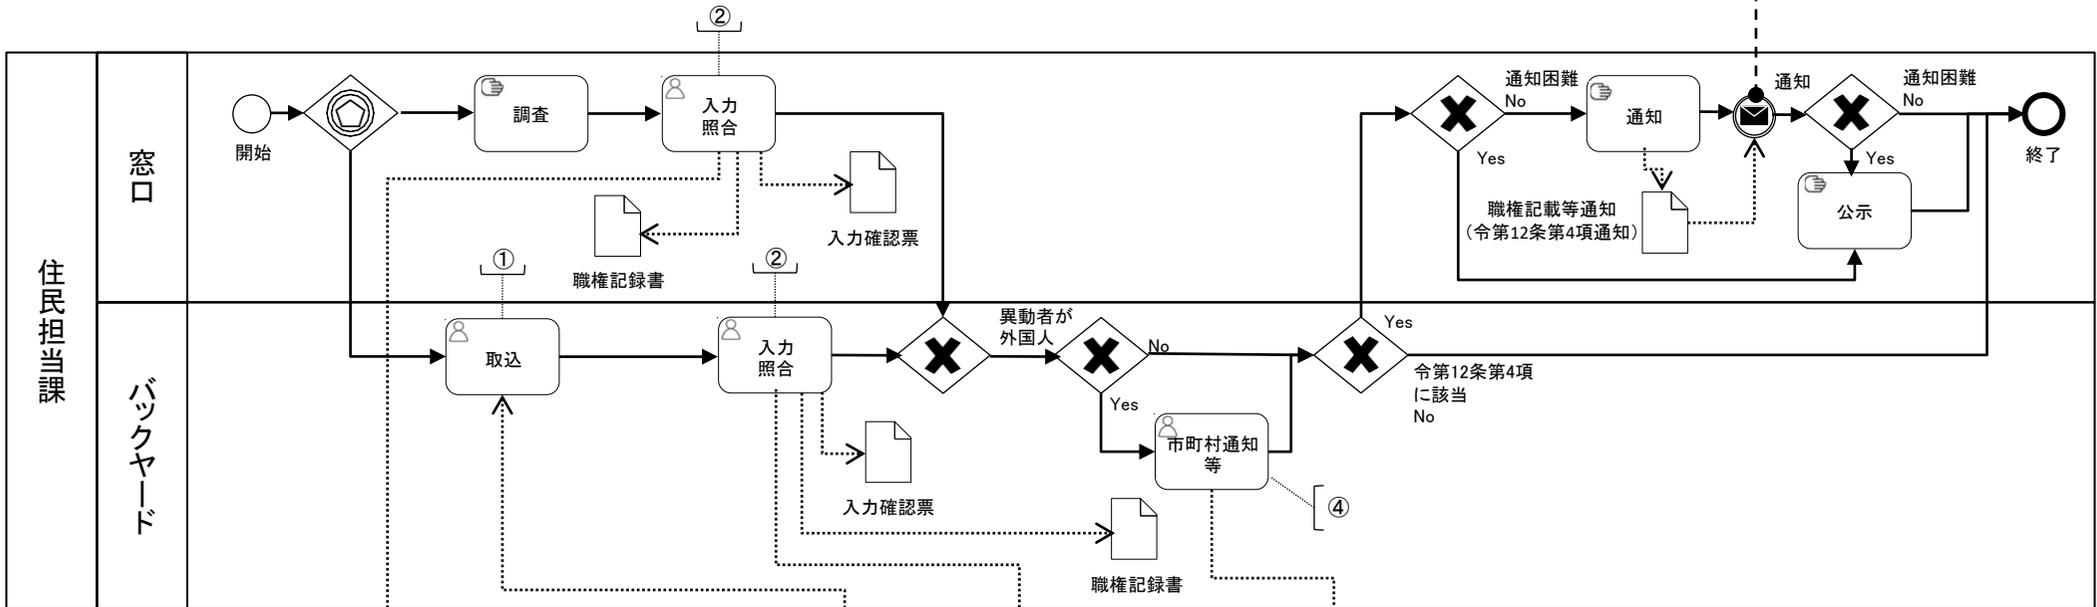 ②
住民担当課
窓口
開始
調査
入力
照合
入力確認票
職権記録書
通知困難
No
Yes
通知
職権記載等通知
(令第12条第4項通知)
通知
通知困難
No
Yes
公示
終了
バックヤード
①
取込
②
入力
照合
入力確認票
職権記録書
異動者が
外国人
No
Yes
市町村通知
等
④
Yes
令第12条第4項
に該当
No